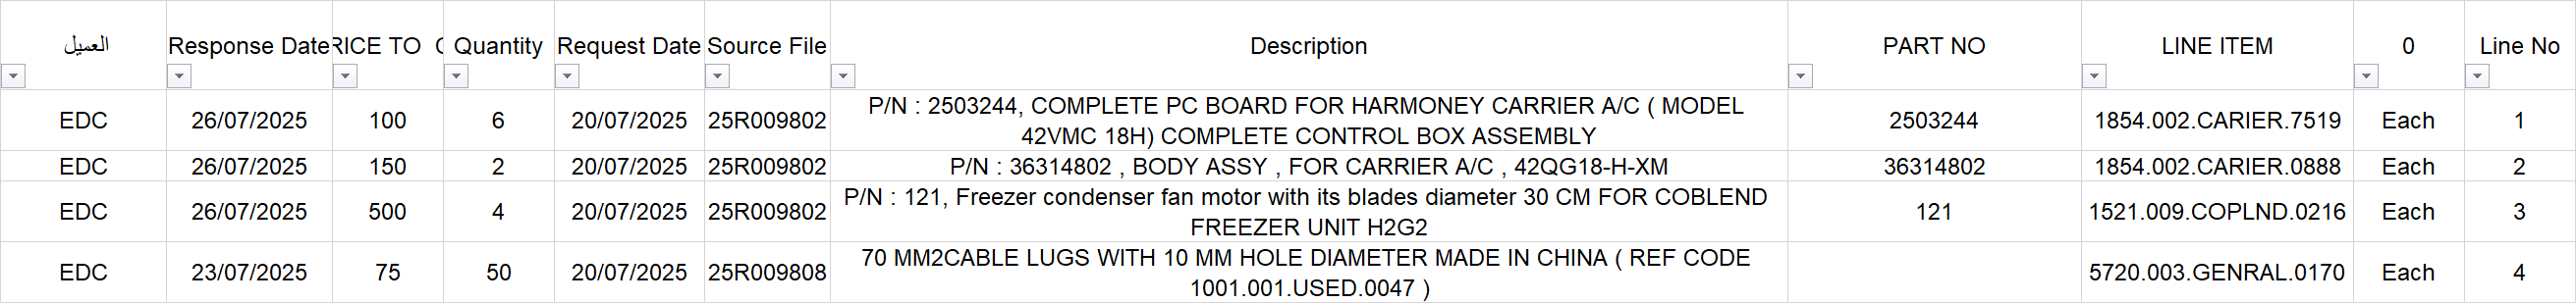 العميل Response Date RICE TO Quantity Request Date Source File Description PART NO LINE ITEM 0 Line No
EDC 26/07/2025 100 6 20/07/2025 25R009802 P/N : 2503244, COMPLETE PC BOARD FOR HARMONEY CARRIER A/C ( MODEL
42VMC 18H) COMPLETE CONTROL BOX ASSEMBLY 2503244 1854.002.CARIER.7519 Each 1
EDC 26/07/2025 150 2 20/07/2025 25R009802 P/N : 36314802 , BODY ASSY , FOR CARRIER A/C , 42QG18-H-XM 36314802 1854.002.CARIER.0888 Each 2
EDC 26/07/2025 500 4 20/07/2025 25R009802 P/N : 121, Freezer condenser fan motor with its blades diameter 30 CM FOR COBLEND
FREEZER UNIT H2G2 121 1521.009.COPLND.0216 Each 3
EDC 23/07/2025 75 50 20/07/2025 25R009808 70 MM2CABLE LUGS WITH 10 MM HOLE DIAMETER MADE IN CHINA ( REF CODE
1001.001.USED.0047 ) 5720.003.GENRAL.0170 Each 4